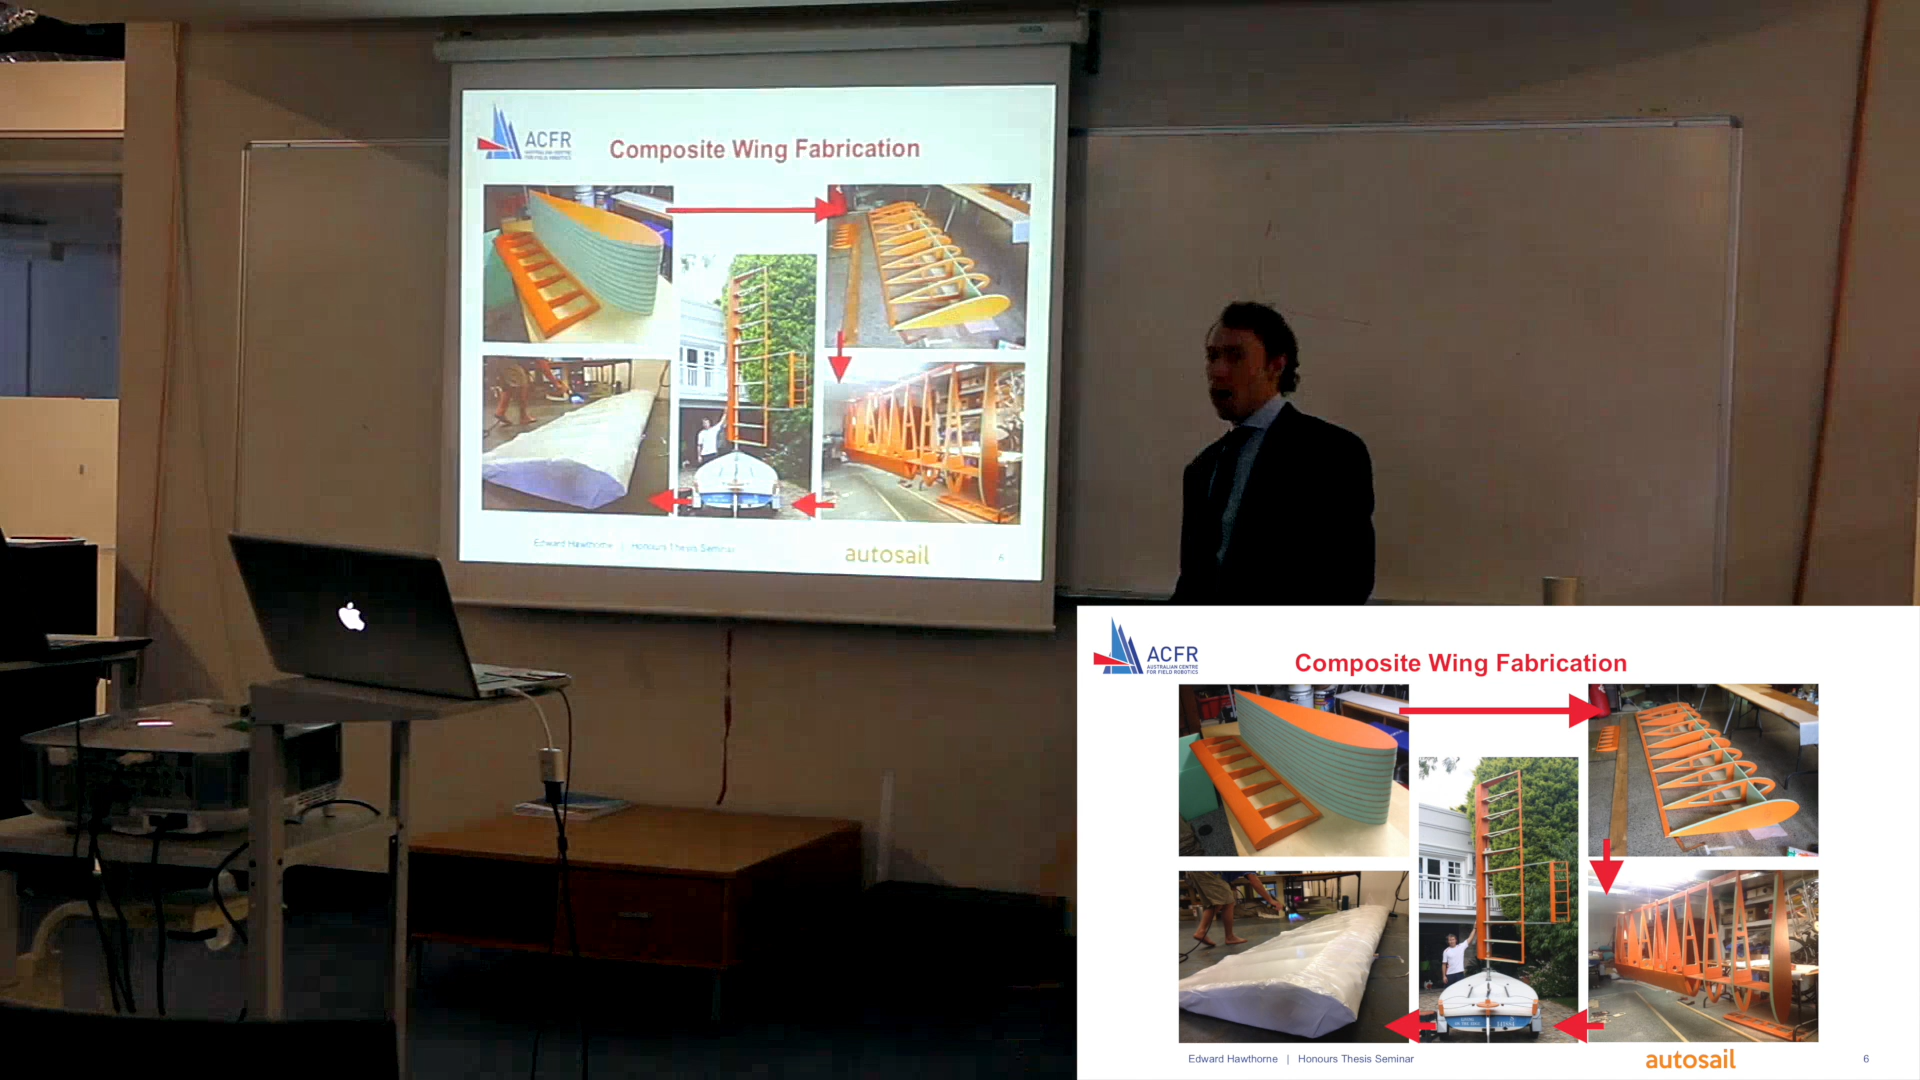 ACFR
AUSTRALIAN CENTRE
FOR FIELD ROBOTICS
Composite Wing Fabrication
Edward Hawthorne | Honours Thesis Seminar
autosail
6
ACFR
AUSTRALIAN CENTRE
FOR FIELD ROBOTICS
Composite Wing Fabrication
Edward Hawthorne | Honours Thesis Seminar
autosail
6